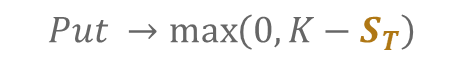 Put → max(0, K − S_T)